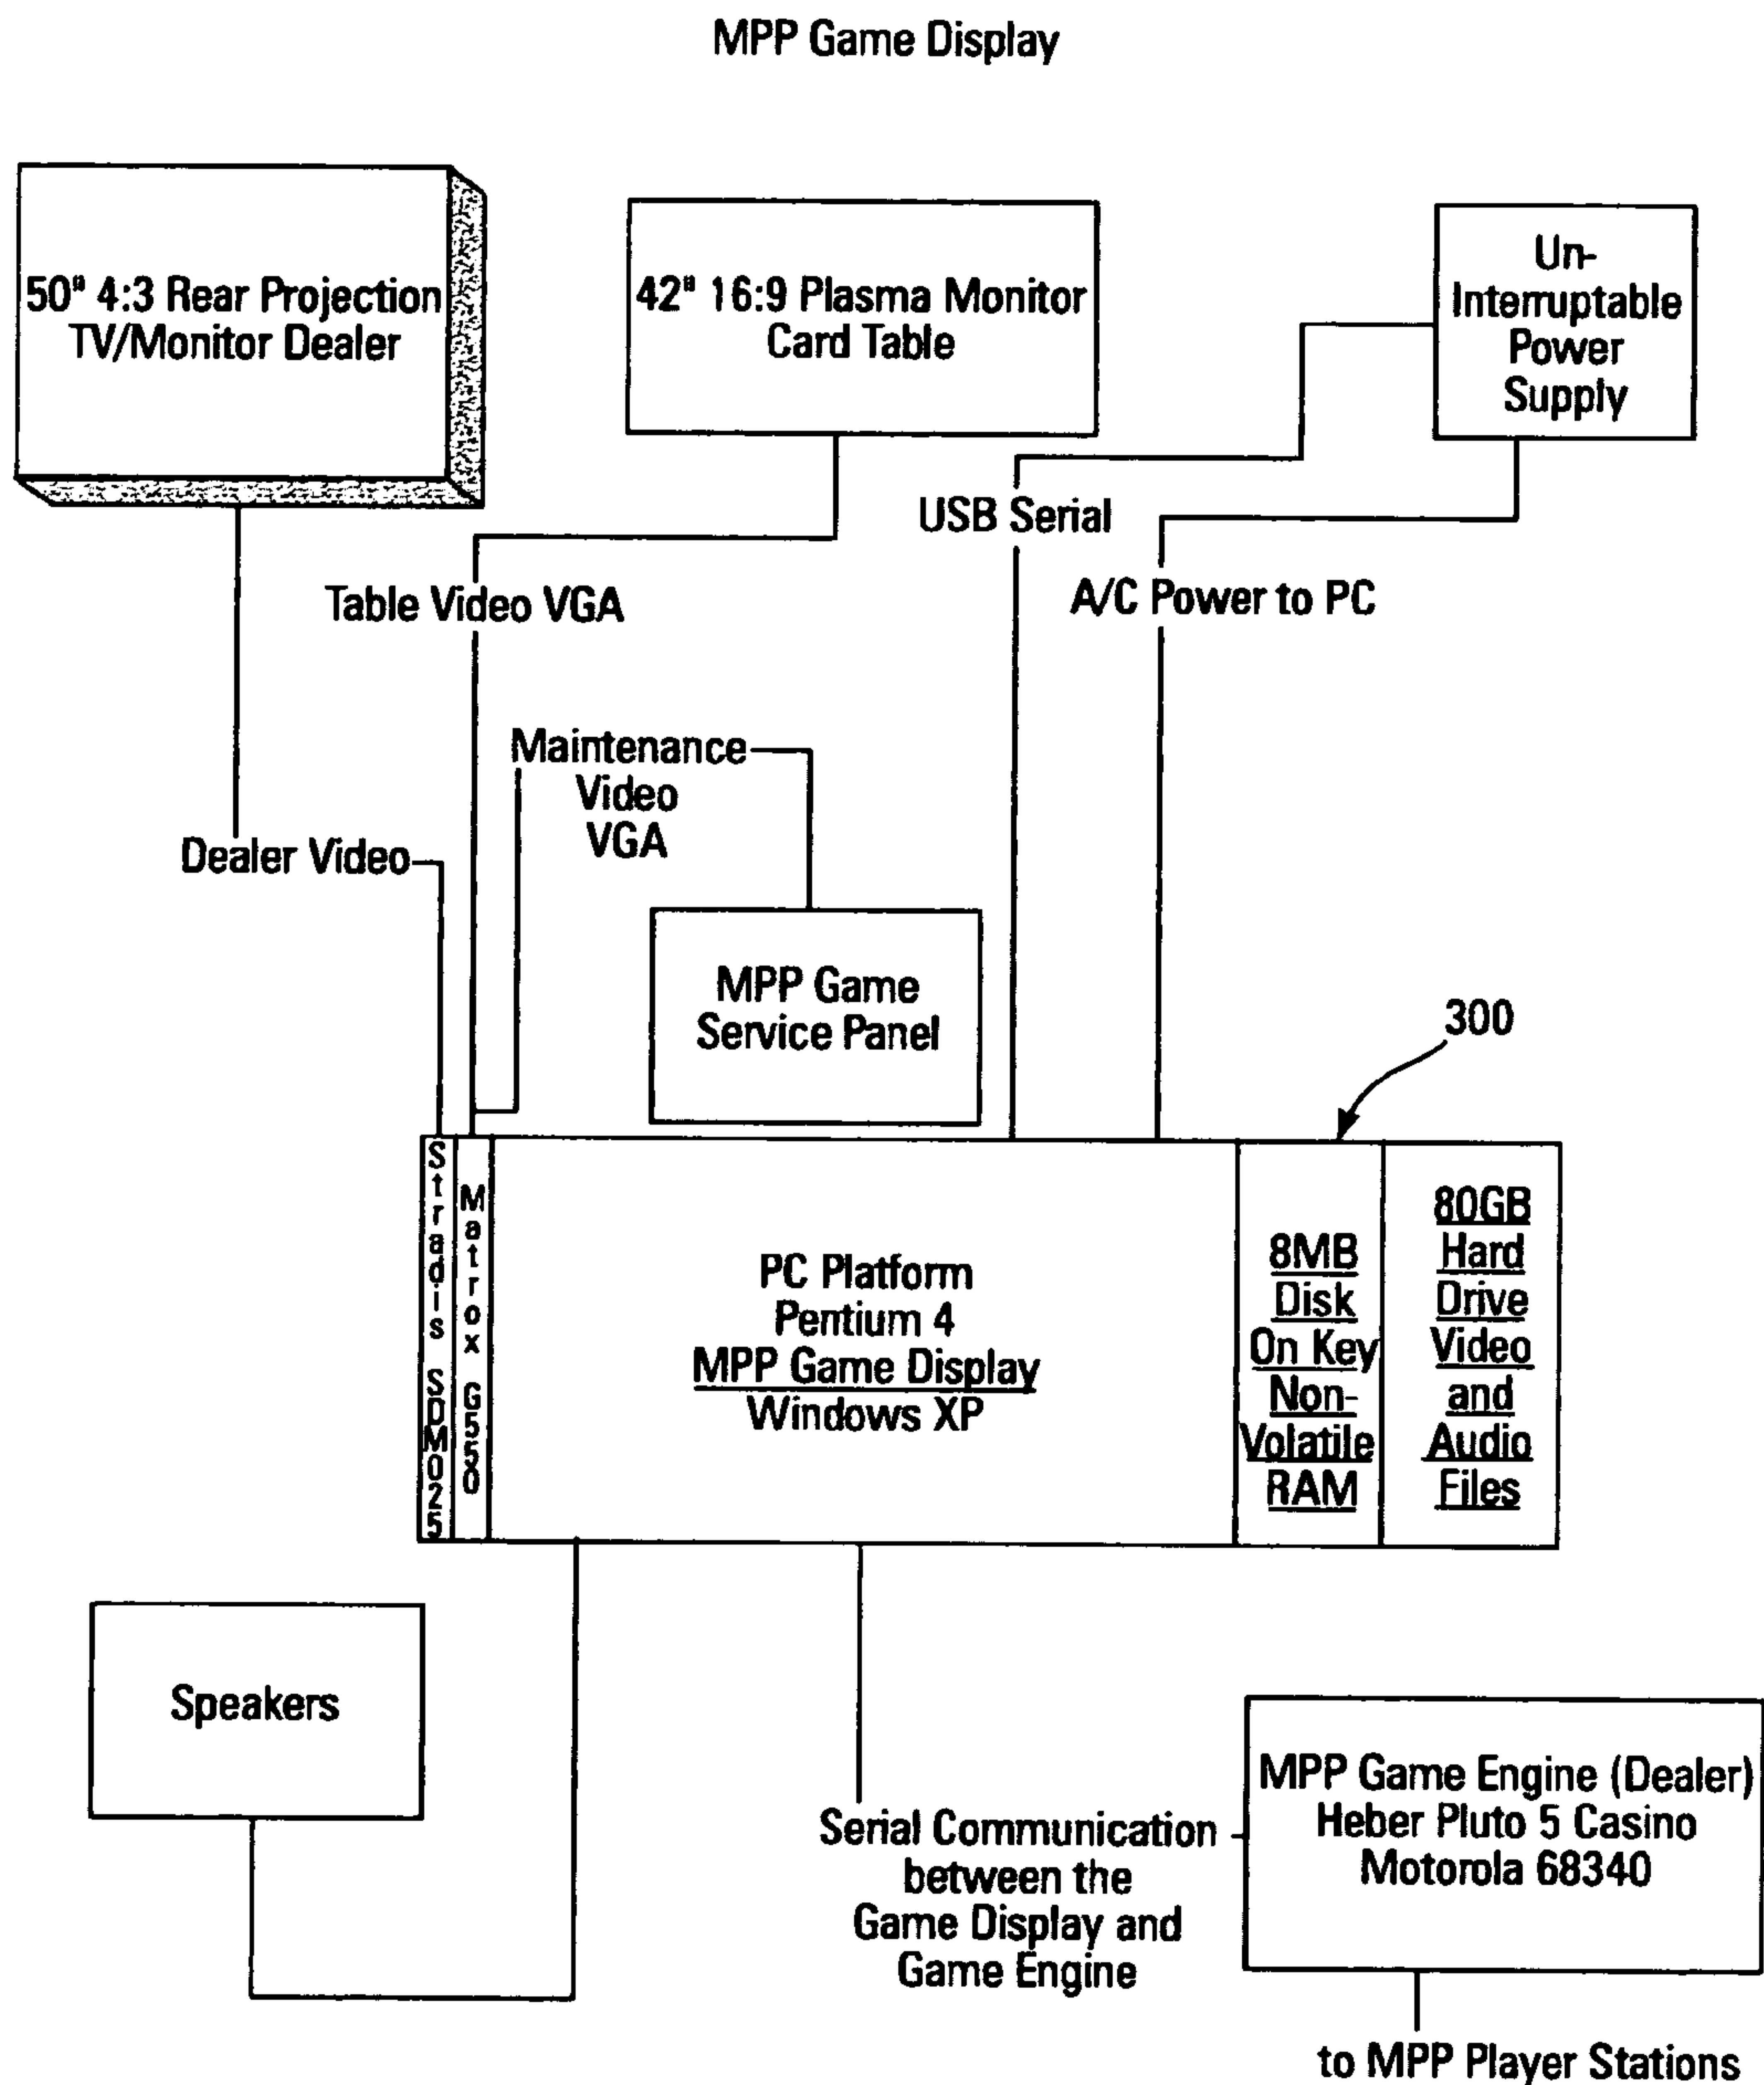 MPP Game Display
50" 4:3 Rear Projection
TV/Monitor Dealer
42" 16:9 Plasma Monitor
Card Table
Un-
Interruptable
Power
Supply
USB Serial
Table Video VGA
A/C Power to PC
Maintenance
Video
VGA
Dealer Video
MPP Game
Service Panel
300
Stradis SDM025
Matrox G550
PC Platform
Pentium 4
MPP Game Display
Windows XP
8MB
Disk
On Key
Non-
Volatile
RAM
80GB
Hard
Drive
Video
and
Audio
Files
Speakers
Serial Communication
between the
Game Display and
Game Engine
MPP Game Engine (Dealer)
Heber Pluto 5 Casino
Motorola 68340
to MPP Player Stations